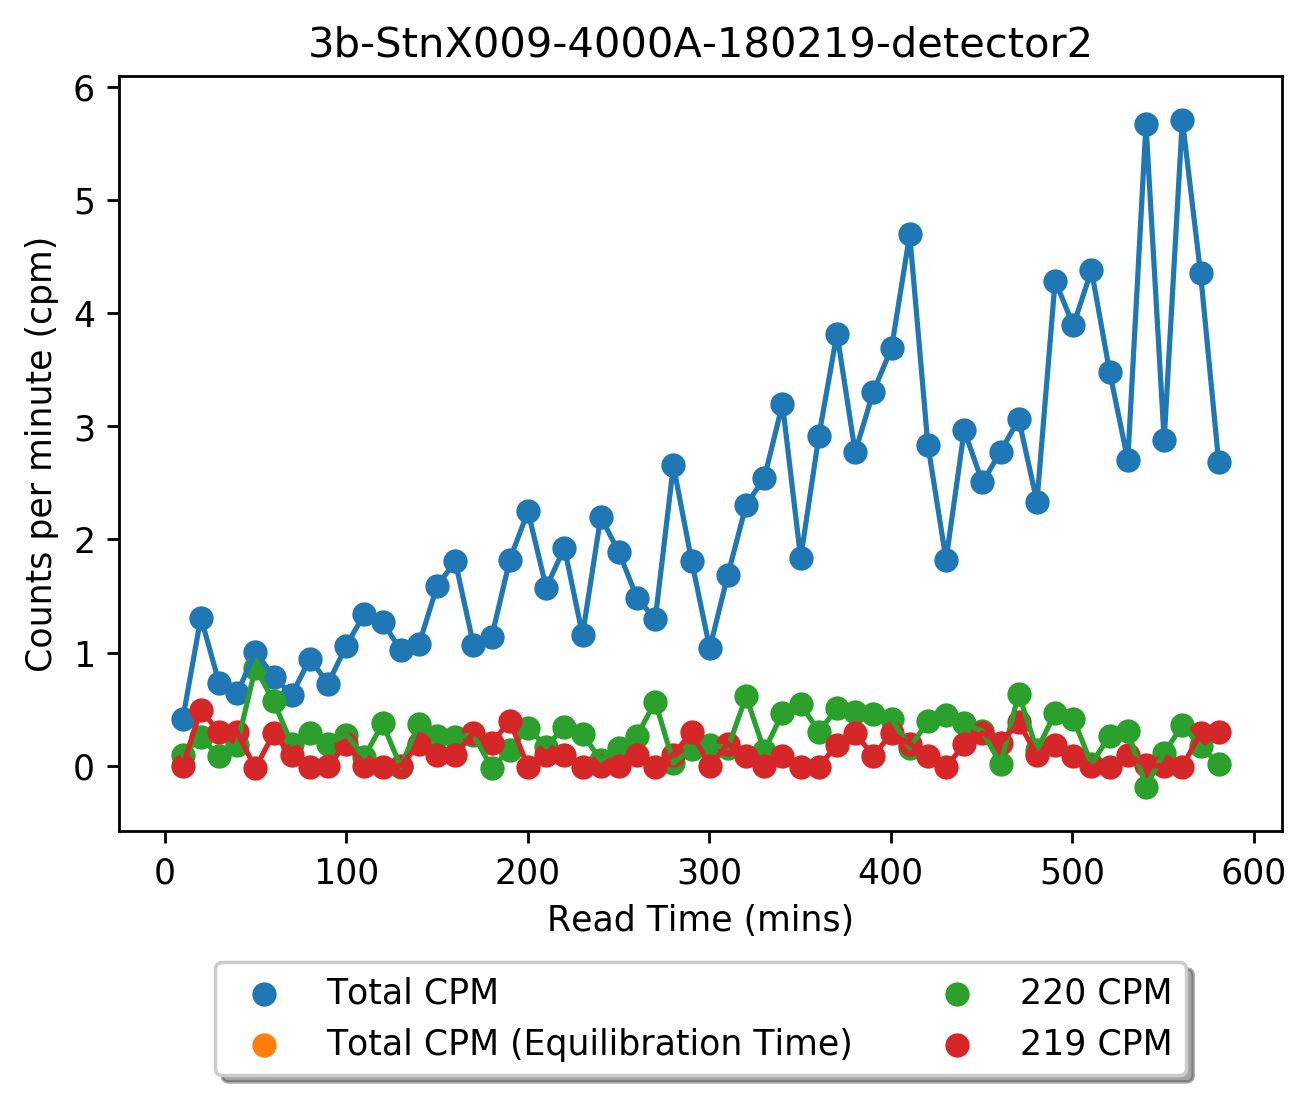 3b-StnX009-4000A-180219-detector2
6
5
4
3
2
1
0
Counts per minute (cpm)
0 100 200 300 400 500 600
Read Time (mins)
Total CPM
Total CPM (Equilibration Time)
220 CPM
219 CPM